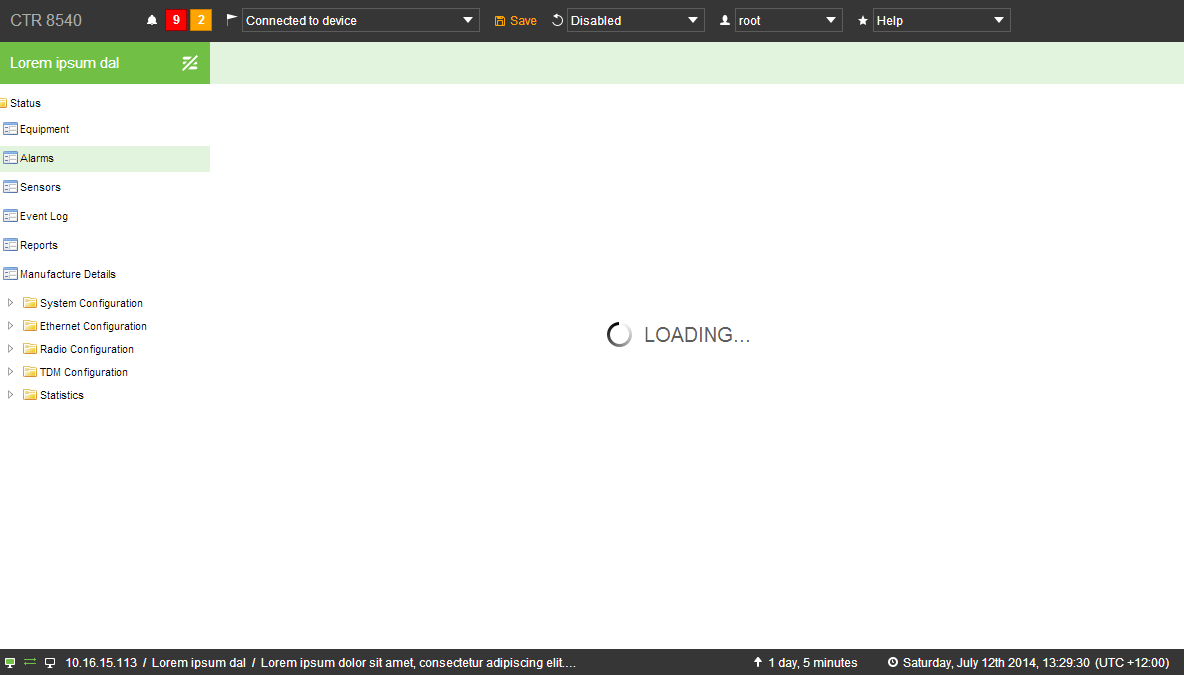 CTR 8540 9 2 Connected to device Save Disabled root Help
Lorem ipsum dal
Status
Equipment
Alarms
Sensors
Event Log
Reports
Manufacture Details
System Configuration
Ethernet Configuration
Radio Configuration
TDM Configuration
Statistics
LOADING...
10.16.15.113 / Lorem ipsum dal / Lorem ipsum dolor sit amet, consectetur adipiscing elit.... 1 day, 5 minutes Saturday, July 12th 2014, 13:29:30 (UTC +12:00)